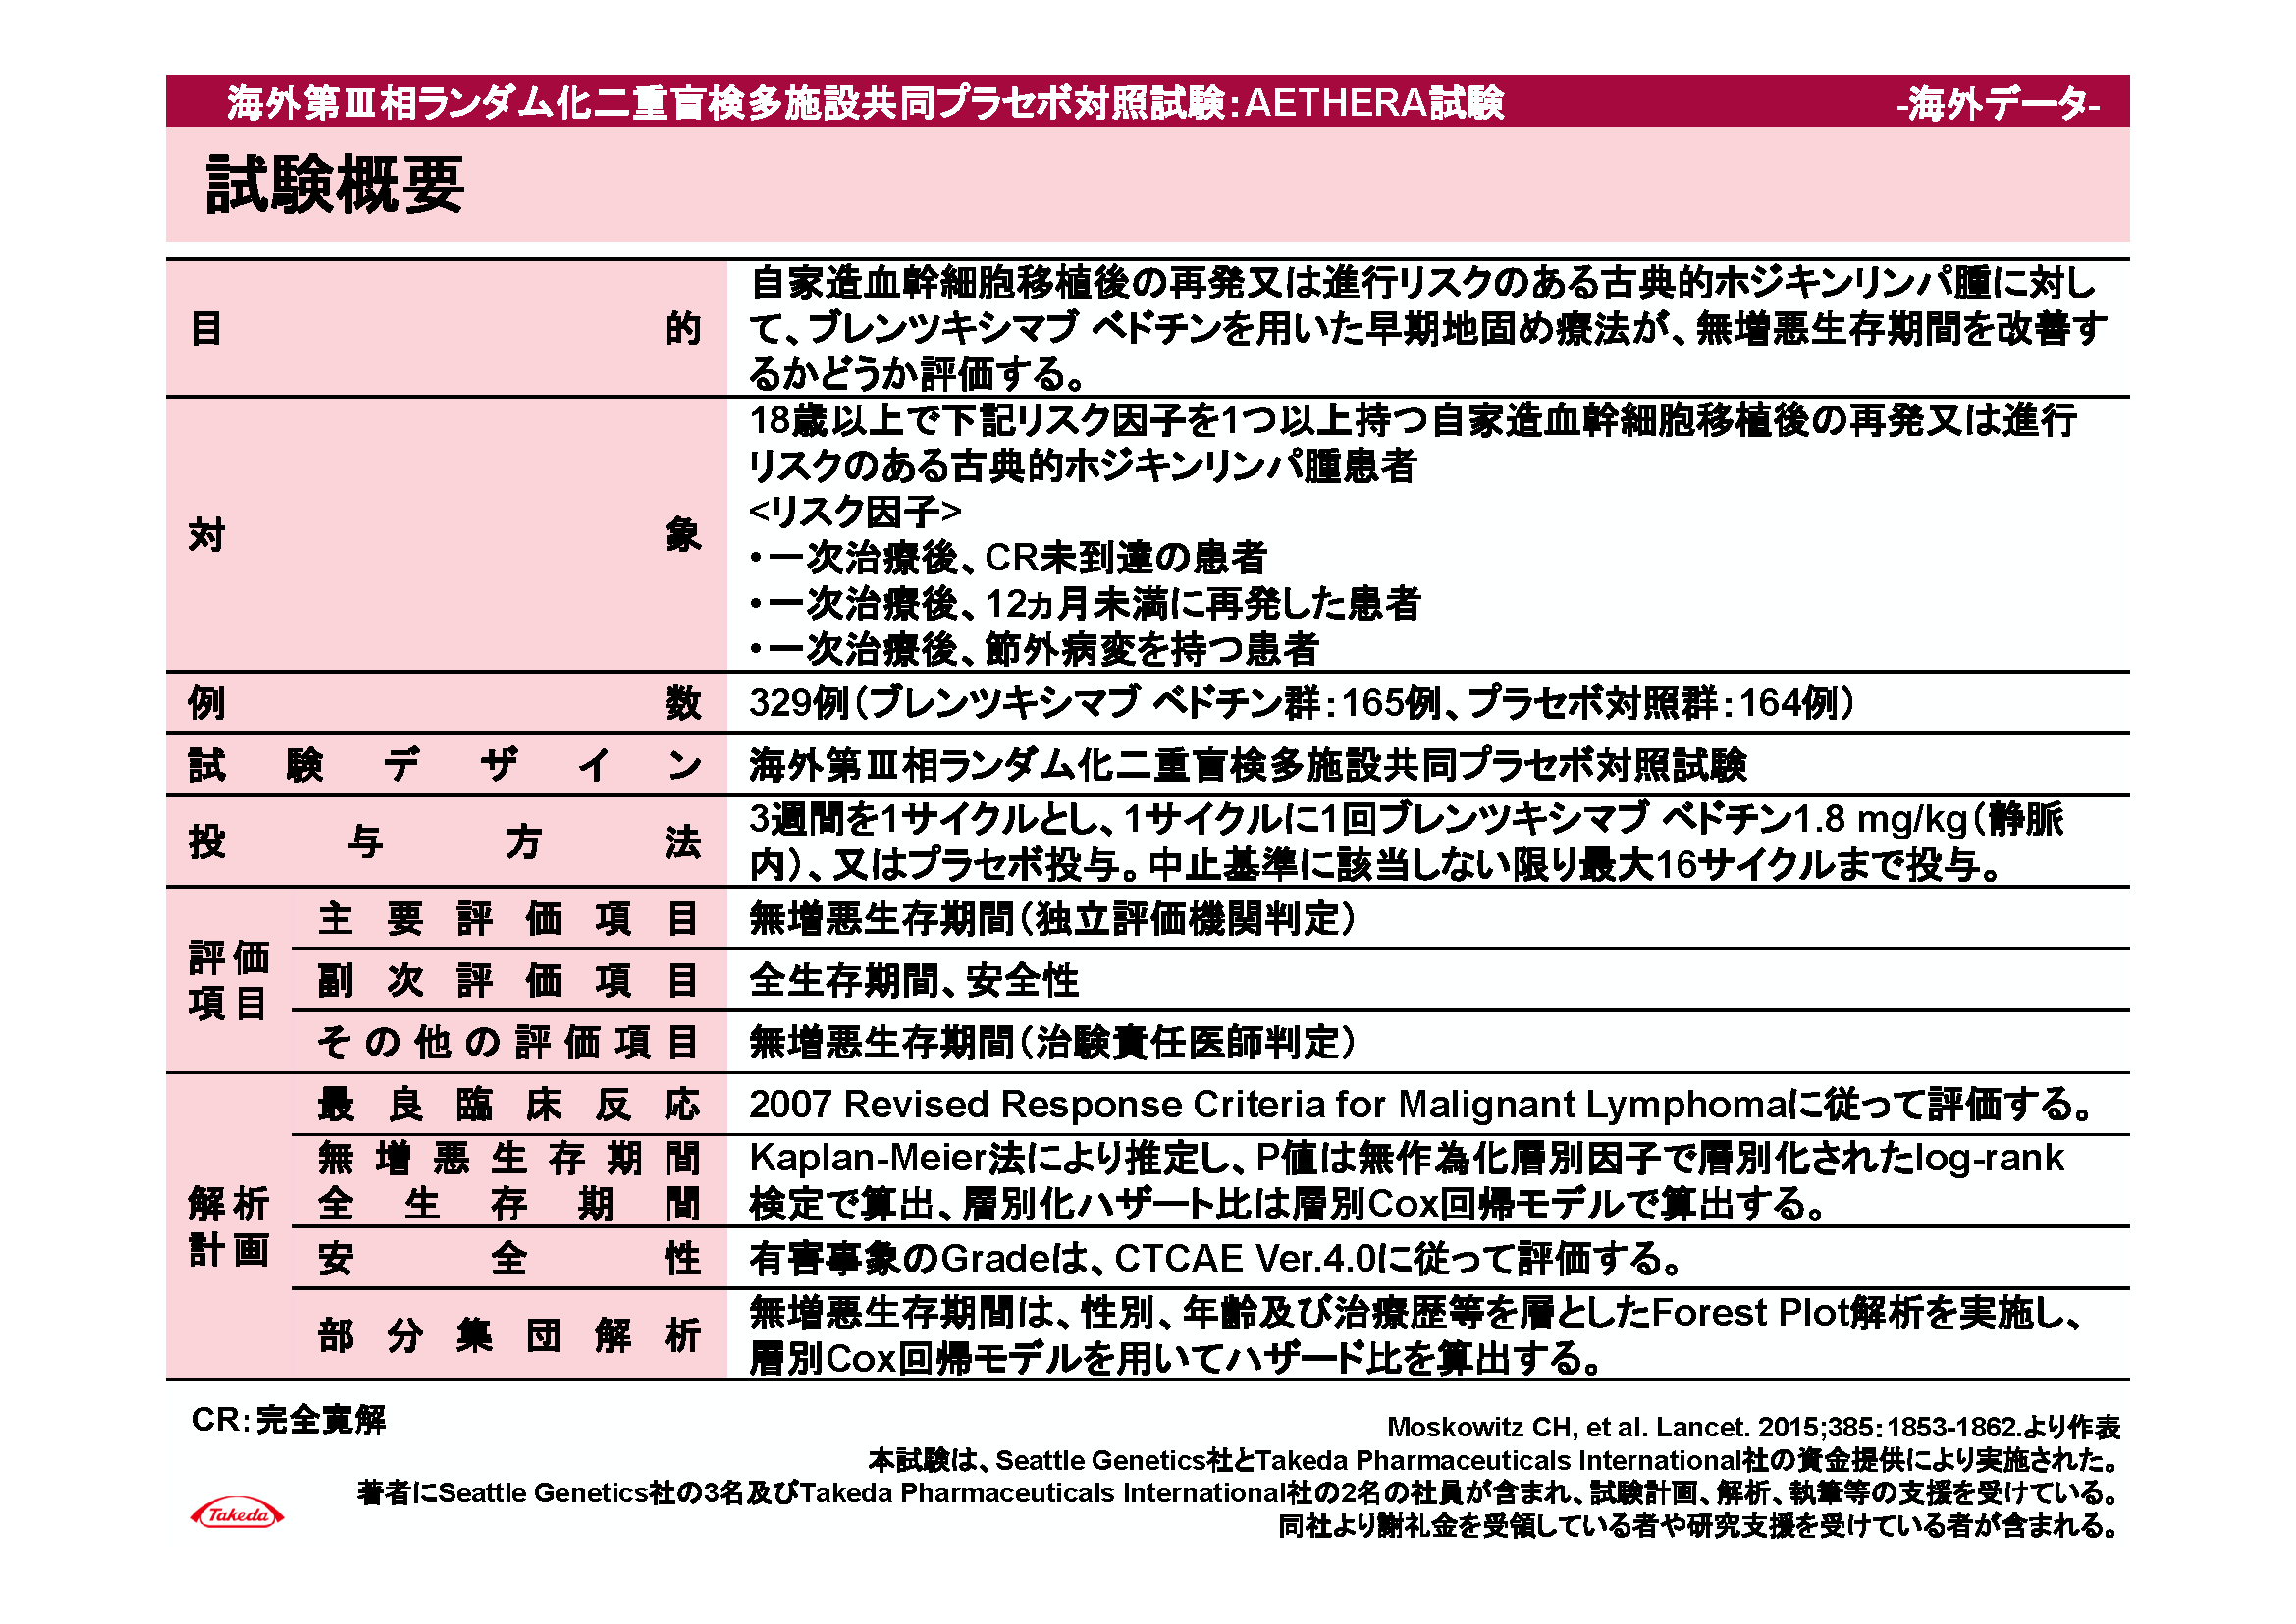 海外第Ⅲ相ランダム化二重盲検多施設共同プラセボ対照試験：AETHERA試験 -海外データ-
試験概要
目的
自家造血幹細胞移植後の再発又は進行リスクのある古典的ホジキンリンパ腫に対し
て、ブレンツキシマブ ベドチンを用いた早期地固め療法が、無増悪生存期間を改善す
るかどうか評価する。
対象
18歳以上で下記リスク因子を1つ以上持つ自家造血幹細胞移植後の再発又は進行
リスクのある古典的ホジキンリンパ腫患者
<リスク因子>
・一次治療後、CR未到達の患者
・一次治療後、12ヵ月未満に再発した患者
・一次治療後、節外病変を持つ患者
例数
329例（ブレンツキシマブ ベドチン群：165例、プラセボ対照群：164例）
試験デザイン
海外第Ⅲ相ランダム化二重盲検多施設共同プラセボ対照試験
投与方法
3週間を1サイクルとし、1サイクルに1回ブレンツキシマブ ベドチン1.8 mg/kg（静脈
内）、又はプラセボ投与。中止基準に該当しない限り最大16サイクルまで投与。
評価
項目
主要評価項目
無増悪生存期間（独立評価機関判定）
副次評価項目
全生存期間、安全性
その他の評価項目
無増悪生存期間（治験責任医師判定）
解析
計画
最良臨床反応
2007 Revised Response Criteria for Malignant Lymphomaに従って評価する。
無増悪生存期間
全生存期間
Kaplan-Meier法により推定し、P値は無作為化層別因子で層別化されたlog-rank
検定で算出、層別化ハザート比は層別Cox回帰モデルで算出する。
安全性
有害事象のGradeは、CTCAE Ver.4.0に従って評価する。
部分集団解析
無増悪生存期間は、性別、年齢及び治療歴等を層としたForest Plot解析を実施し、
層別Cox回帰モデルを用いてハザード比を算出する。
CR：完全寛解
Moskowitz CH, et al. Lancet. 2015;385：1853-1862.より作表
本試験は、Seattle Genetics社とTakeda Pharmaceuticals International社の資金提供により実施された。
著者にSeattle Genetics社の3名及びTakeda Pharmaceuticals International社の2名の社員が含まれ、試験計画、解析、執筆等の支援を受けている。
同社より謝礼金を受領している者や研究支援を受けている者が含まれる。
Takeda